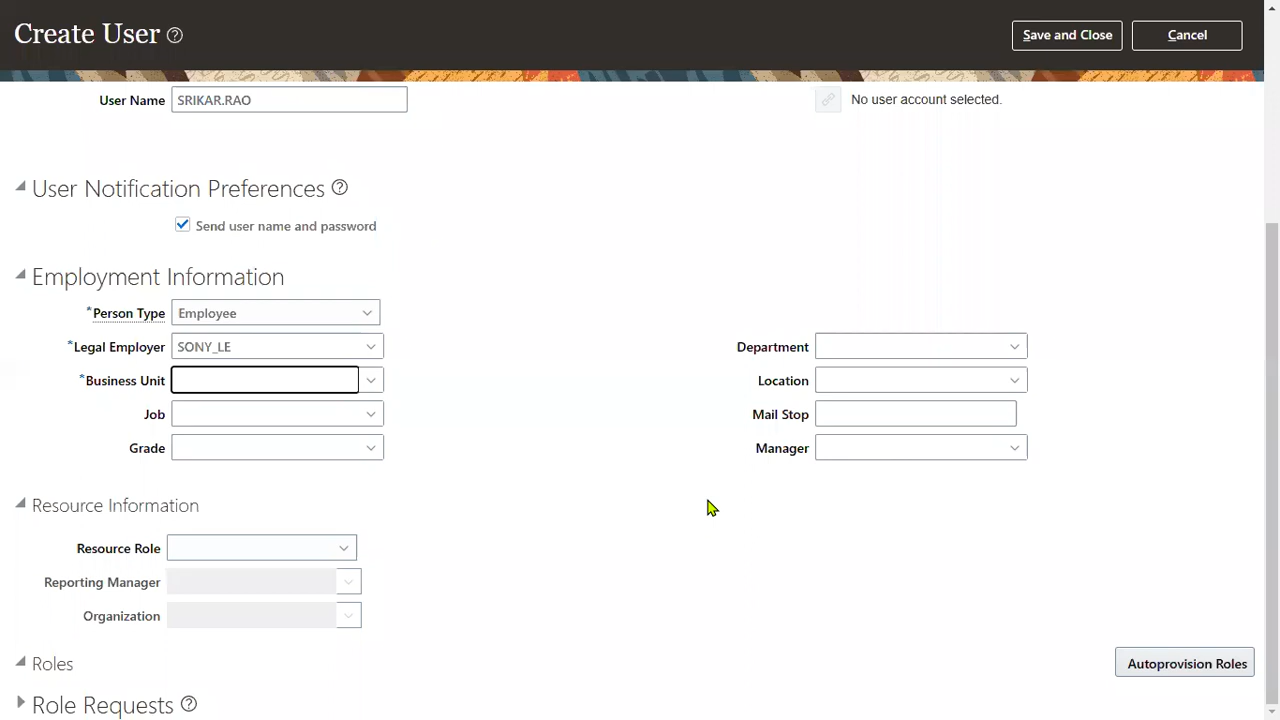 Create User ?
Save and Close
Cancel
User Name SRIKAR.RAO
No user account selected.
User Notification Preferences ?
Send user name and password
Employment Information
*Person Type Employee
*Legal Employer SONY_LE
Department
*Business Unit
Location
Job
Mail Stop
Grade
Manager
Resource Information
Resource Role
Reporting Manager
Organization
Roles
Autoprovision Roles
Role Requests ?